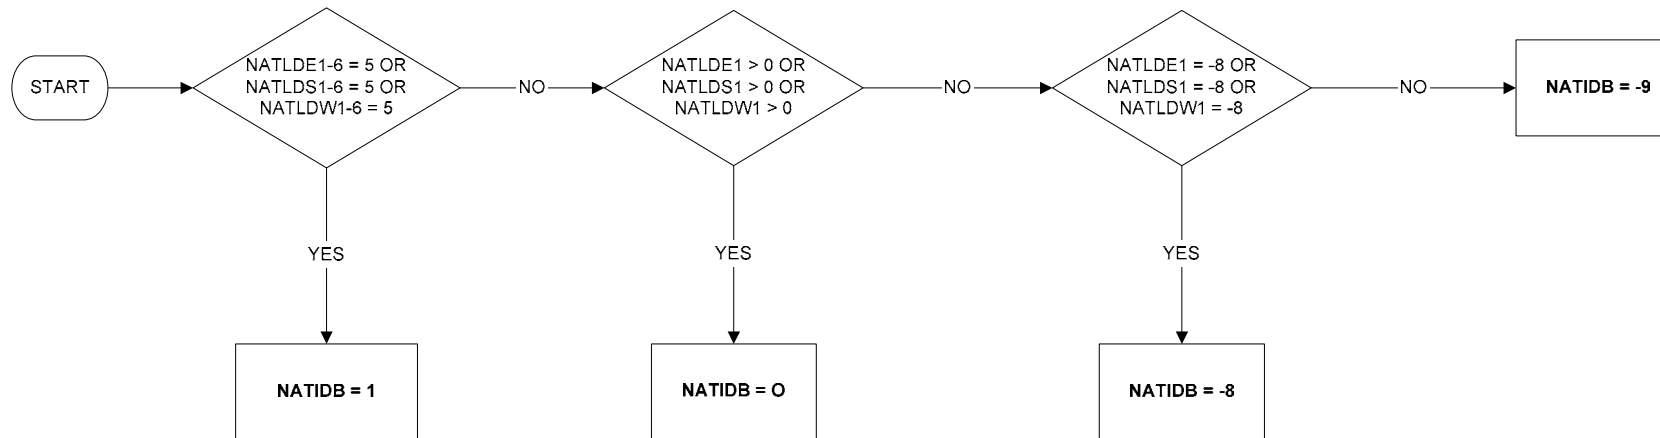 START
NATLDE1-6 = 5 OR
NATLDS1-6 = 5 OR
NATLDW1-6 = 5
NO
NATLDE1 > 0 OR
NATLDS1 > 0 OR
NATLDW1 > 0
NO
NATLDE1 = -8 OR
NATLDS1 = -8 OR
NATLDW1 = -8
NO
NATIDB = -9
YES
YES
YES
NATIDB = 1
NATIDB = O
NATIDB = -8